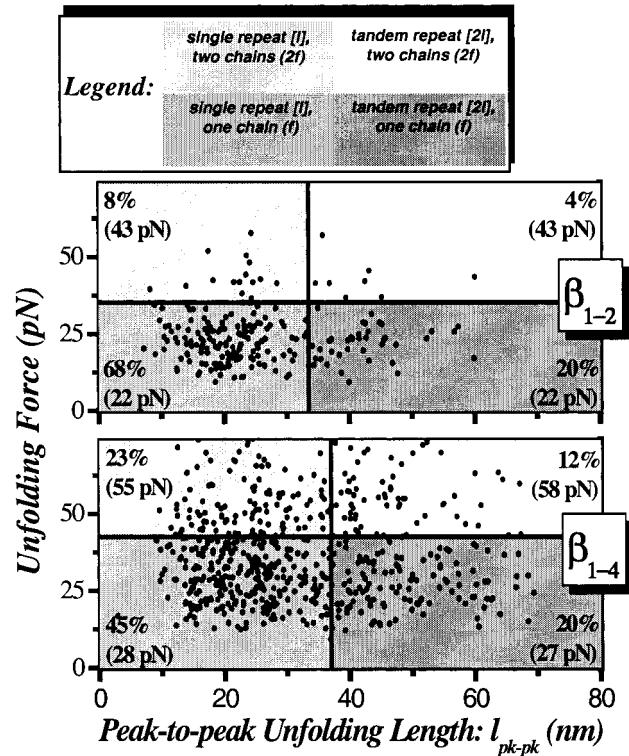 Legend:
single repeat [l],
two chains (2f)
tandem repeat [2l],
two chains (2f)
single repeat [l],
one chain (f)
tandem repeat [2l],
one chain (f)
Unfolding Force (pN)
8%
(43 pN)
4%
(43 pN)
50
β1–2
25
68%
(22 pN)
20%
(22 pN)
0
23%
(55 pN)
12%
(58 pN)
50
β1–4
25
45%
(28 pN)
20%
(27 pN)
0
0 20 40 60 80
Peak-to-peak Unfolding Length: l pk-pk (nm)